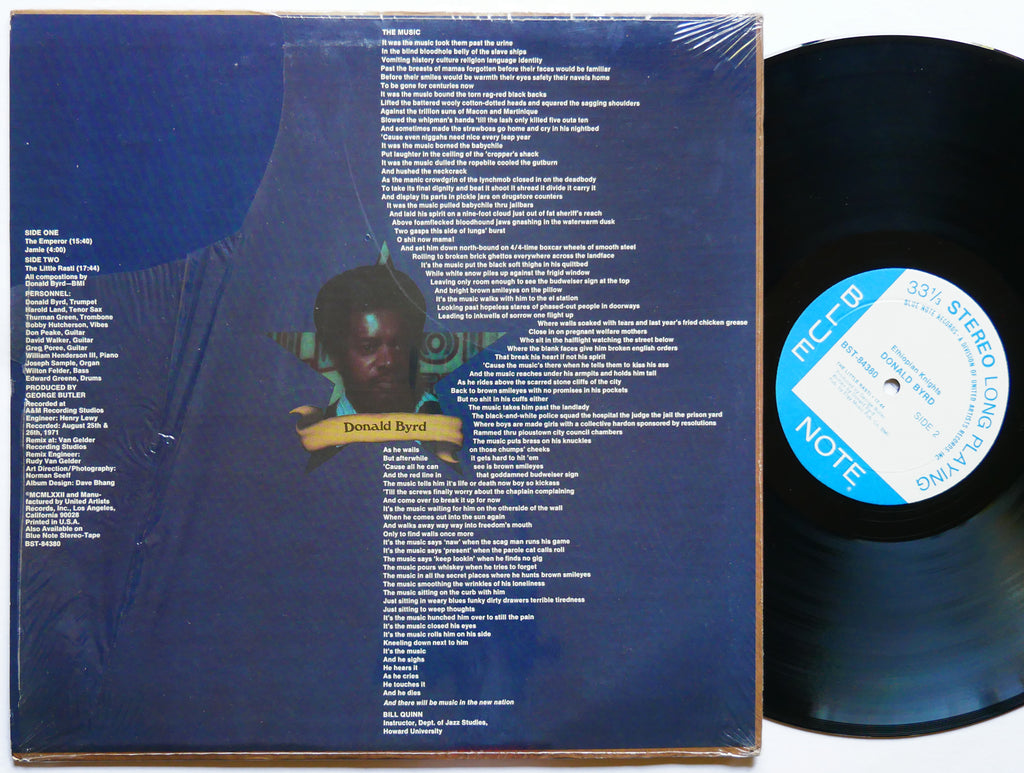 SIDE ONE
The Emperor (15:40)
Jamie (4:00)
SIDE TWO
The Little Rasti (17:44)
All compostions by
Donald Byrd—BMI
PERSONNEL:
Donald Byrd, Trumpet
Harold Land, Tenor Sax
Thurman Green, Trombone
Bobby Hutcherson, Vibes
Don Peake, Guitar
David Walker, Guitar
Greg Poree, Guitar
William Henderson III, Piano
Joseph Sample, Organ
Wilton Felder, Bass
Edward Greene, Drums
PRODUCED BY
GEORGE BUTLER
Recorded at
A&M Recording Studios
Engineer: Henry Lewy
Recorded: August 25th &
26th, 1971
Remix at: Van Gelder
Recording Studios
Remix Engineer:
Rudy Van Gelder
Art Direction/Photography:
Norman Seeff
Album Design: Dave Bhang
©MCMLXXII and Manu-
factured by United Artists
Records, Inc., Los Angeles,
California 90028
Printed in U.S.A.
Also Available on
Blue Note Stereo-Tape
BST-84380
THE MUSIC
It was the music took them past the urine
In the blind bloodhole belly of the slave ships
Vomiting history culture religion language identity
Past the breasts of mamas forgotten before their faces would be familiar
Before their smiles would be warmth their eyes safety their navels home
To be gone for centuries now
It was the music bound the torn rag-red black backs
Lifted the battered wooly cotton-dotted heads and squared the sagging shoulders
Against the trillion suns of Macon and Martinique
Slowed the whipman's hands 'till the lash only killed five outa ten
And sometimes made the strawboss go home and cry in his nightbed
'Cause even niggahs need nice every leap year
It was the music borned the babychile
Put laughter in the ceiling of the 'cropper's shack
It was the music dulled the ropebite cooled the gutburn
And hushed the neckcrack
As the manic crowdgrin of the lynchmob closed in on the deadbody
To take its final dignity and beat it shoot it shread it divide it carry it
And display its parts in pickle jars on drugstore counters
It was the music pulled babychile thru jailbars
And laid his spirit on a nine-foot cloud just out of fat sheriff's reach
Above foamflecked bloodhound jaws gnashing in the waterwarm dusk
Two gasps this side of lungs' burst
O shit now mama!
And set him down north-bound on 4/4-time boxcar wheels of smooth steel
Rolling to broken brick ghettos everywhere across the landface
It's the music put the black soft thighs in his quiltbed
While white snow piles up against the frigid window
Leaving only room enough to see the budweiser sign at the top
And bright brown smileyes on the pillow
It's the music walks with him to the el station
Looking past hopeless stares of phased-out people in doorways
Leading to inkwells of sorrow one flight up
Where walls soaked with tears and last year's fried chicken grease
Close in on pregnant welfare mothers
Who sit in the halflight watching the street below
Where the blank faces give him broken english orders
That break his heart if not his spirit
'Cause the music's there when he tells them to kiss his ass
And the music reaches under his armpits and holds him tall
As he rides above the scarred stone cliffs of the city
Back to brown smileyes with no promises in his pockets
But no shit in his cuffs either
The music takes him past the landlady
The black-and-white police squad the hospital the judge the jail the prison yard
Where boys are made girls with a collective hardon sponsored by resolutions
Rammed thru ploustown city council chambers
The music puts brass on his knuckles
As he wails on those chumps' cheeks
But afterwhile it gets hard to hit 'em
'Cause all he can see is brown smileyes
And the red line in that goddamned budweiser sign
The music tells him it's life or death now boy so kickass
'Till the screws finally worry about the chaplain complaining
And come over to break it up for now
It's the music waiting for him on the otherside of the wall
When he comes out into the sun again
And walks away way way into freedom's mouth
Only to find walls once more
It's the music says 'naw' when the scag man runs his game
It's the music says 'present' when the parole cat calls roll
The music says 'keep lookin' when he finds no gig
The music pours whiskey when he tries to forget
The music in all the secret places where he hunts brown smileyes
The music smoothing the wrinkles of his loneliness
The music sitting on the curb with him
Just sitting in weary blues funky dirty drawers terrible tiredness
Just sitting to weep thoughts
It's the music hunched him over to still the pain
It's the music closed his eyes
It's the music rolls him on his side
Kneeling down next to him
It's the music
And he sighs
He hears it
As he cries
He touches it
And he dies
And there will be music in the new nation
BILL QUINN
Instructor, Dept. of Jazz Studies,
Howard University
Donald Byrd
BLUE NOTE
33⅓ STEREO LONG PLAYING
BLUE NOTE RECORDS • A DIVISION OF UNITED ARTISTS RECORDS, INC.
BST-84380
Ethiopian Knights
DONALD BYRD
SIDE 2